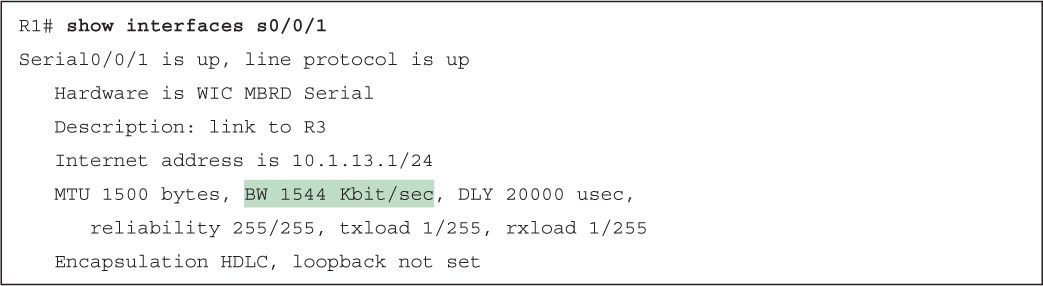 R1# show interfaces s0/0/1
Serial0/0/1 is up, line protocol is up
Hardware is WIC MBRD Serial
Description: link to R3
Internet address is 10.1.13.1/24
MTU 1500 bytes, BW 1544 Kbit/sec, DLY 20000 usec,
reliability 255/255, txload 1/255, rxload 1/255
Encapsulation HDLC, loopback not set